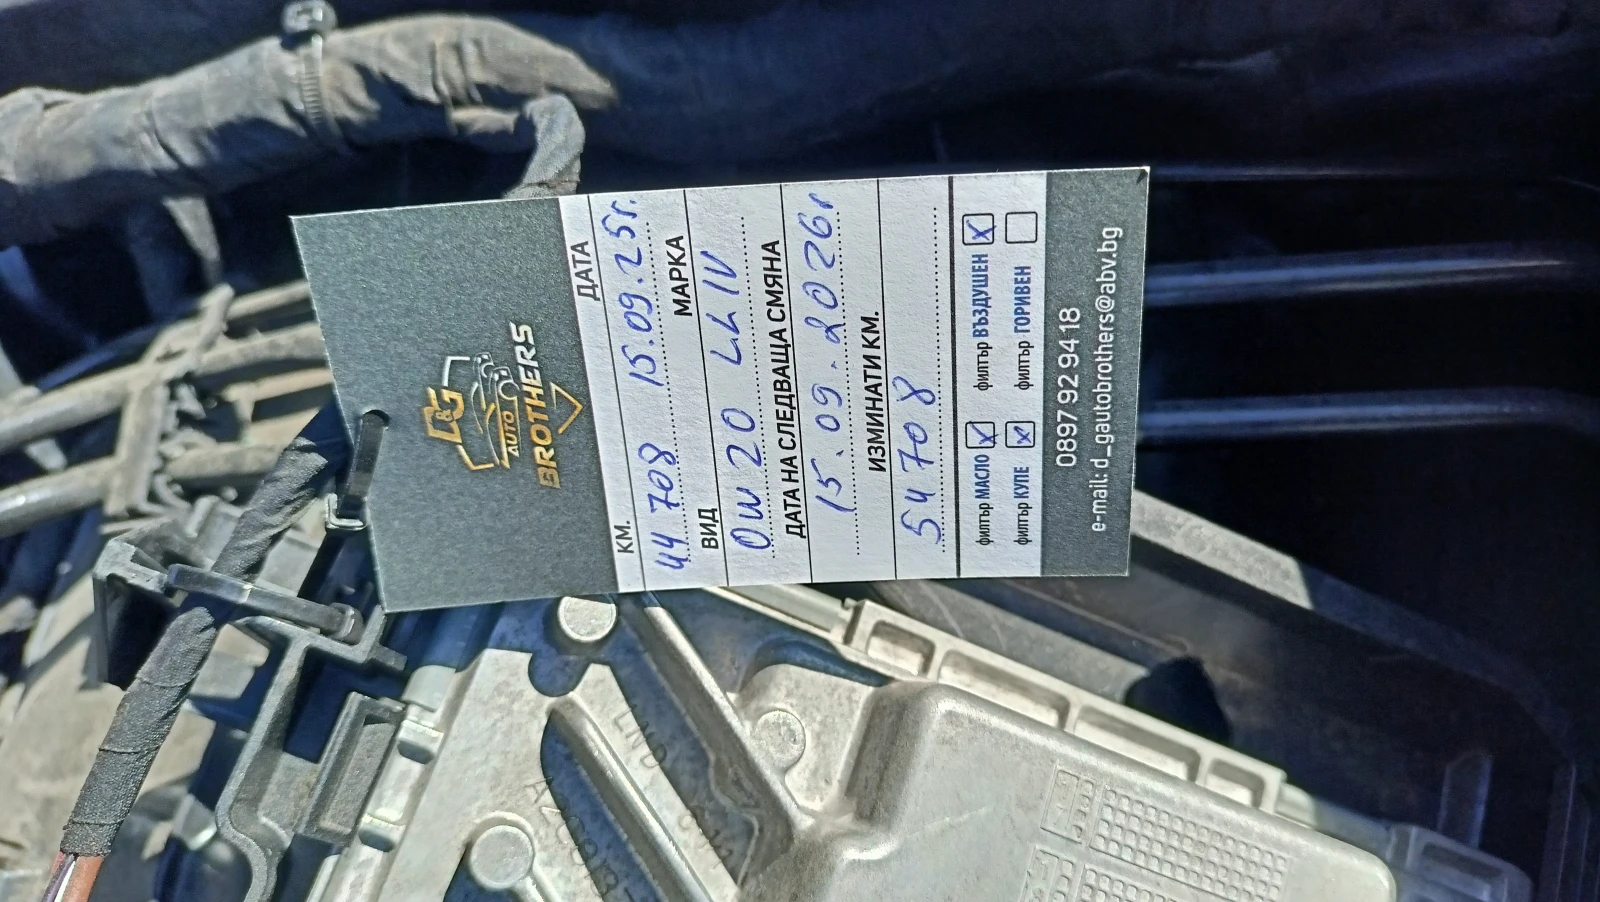 D&G
AUTO
BROTHERS
КМ. ДАТА
44 708 15.09.25г.
ВИД МАРКА
0W20 LL IV
ДАТА НА СЛЕДВАЩА СМЯНА
15.09.2026г
ИЗМИНАТИ КМ.
54708
филтър МАСЛО филтър ВЪЗДУШЕН
филтър КУПЕ филтър ГОРИВЕН
0897 92 94 18
e-mail: d_gautobrothers@abv.bg